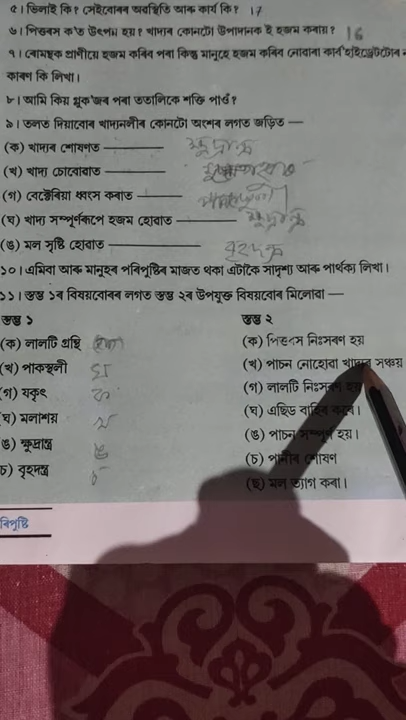 ৫। ভিলাই কি? সেইবোৰৰ অৱস্থিতি আৰু কাৰ্য কি? 17
৬। পিত্তৰস ক'ত উৎপন্ন হয়? খাদ্যৰ কোনটো উপাদানক ই হজম কৰায়? 16
৭। ৰোমন্থক প্ৰাণীয়ে হজম কৰিব পৰা কিন্তু মানুহে হজম কৰিব নোৱাৰা কাৰ্ব'হাইড্ৰেটটোৰ
কাৰণ কি লিখা।
৮। আমি কিয় গ্লুক'জৰ পৰা ততালিকে শক্তি পাওঁ?
৯। তলত দিয়াবোৰ খাদ্যনলীৰ কোনটো অংশৰ লগত জড়িত —
(ক) খাদ্যৰ শোষণত — ক্ষুদ্ৰান্ত্ৰ
(খ) খাদ্য চোবোৱাত —
(গ) বেক্টেৰিয়া ধ্বংস কৰাত —
(ঘ) খাদ্য সম্পূৰ্ণৰূপে হজম হোৱাত — ক্ষুদ্ৰান্ত্ৰ
(ঙ) মল সৃষ্টি হোৱাত — বৃহদন্ত্ৰ
১০। এমিবা আৰু মানুহৰ পৰিপুষ্টিৰ মাজত থকা এটাকৈ সাদৃশ্য আৰু পাৰ্থক্য লিখা।
১১। স্তম্ভ ১ৰ বিষয়বোৰৰ লগত স্তম্ভ ২ৰ উপযুক্ত বিষয়বোৰ মিলোৱা —
স্তম্ভ ১ স্তম্ভ ২
(ক) লালটি গ্ৰন্থি (ক) পিত্তৰস নিঃসৰণ হয়
(খ) পাকস্থলী ঘ (খ) পাচন নোহোৱা খাদ্যৰ সঞ্চয়
(গ) যকৃৎ ক (গ) লালটি নিঃসৰণ হয়
ঘ) মলাশয় খ (ঘ) এছিড বাহিৰ কৰে।
ঙ) ক্ষুদ্ৰান্ত্ৰ ঙ (ঙ) পাচন সম্পূৰ্ণ হয়।
চ) বৃহদন্ত্ৰ চ (চ) পানীৰ শোষণ
(ছ) মল ত্যাগ কৰা।
ৰিপুষ্টি